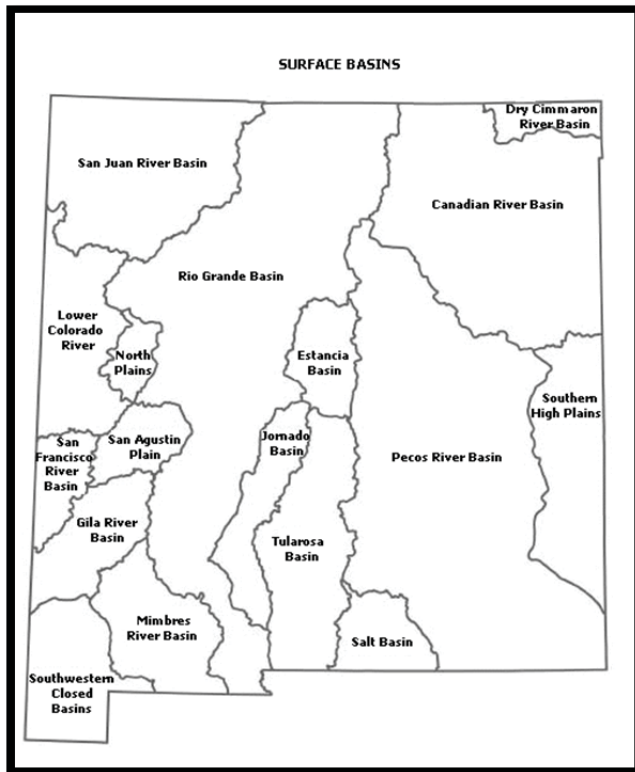 SURFACE BASINS
Dry Cimmaron
River Basin
San Juan River Basin
Canadian River Basin
Rio Grande Basin
Lower
Colorado
River
North
Plains
Estancia
Basin
Southern
High Plains
San
Francisco
River
Basin
San Agustin
Plain
Jornado
Basin
Pecos River Basin
Gila River
Basin
Tularosa
Basin
Mimbres
River Basin
Salt Basin
Southwestern
Closed
Basins